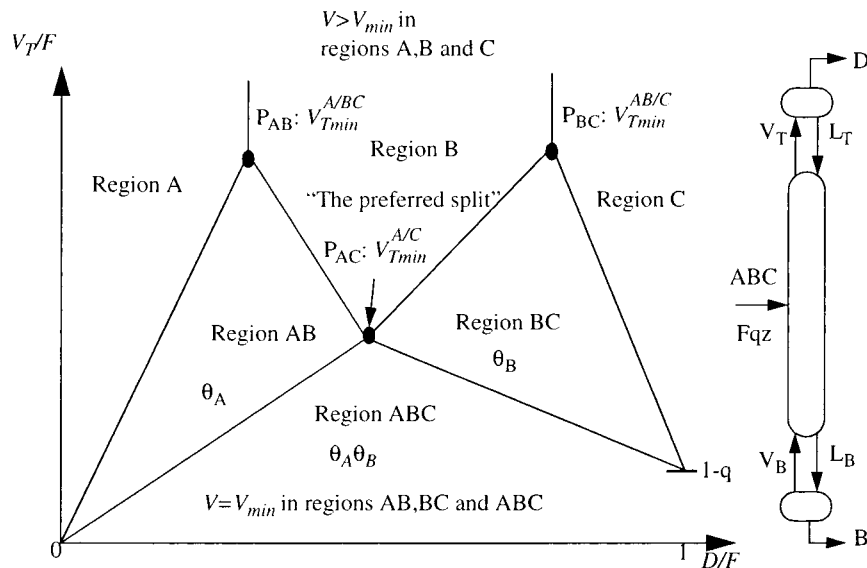 V_T/F
V>V_min in
regions A,B and C
P_AB: V_Tmin^A/BC
P_BC: V_Tmin^AB/C
Region B
Region A
Region C
“The preferred split”
P_AC: V_Tmin^A/C
Region AB
Region BC
θ_A
θ_B
Region ABC
θ_Aθ_B
V=V_min in regions AB,BC and ABC
1-q
0
1
D/F
D
V_T
L_T
ABC
Fqz
V_B
L_B
B